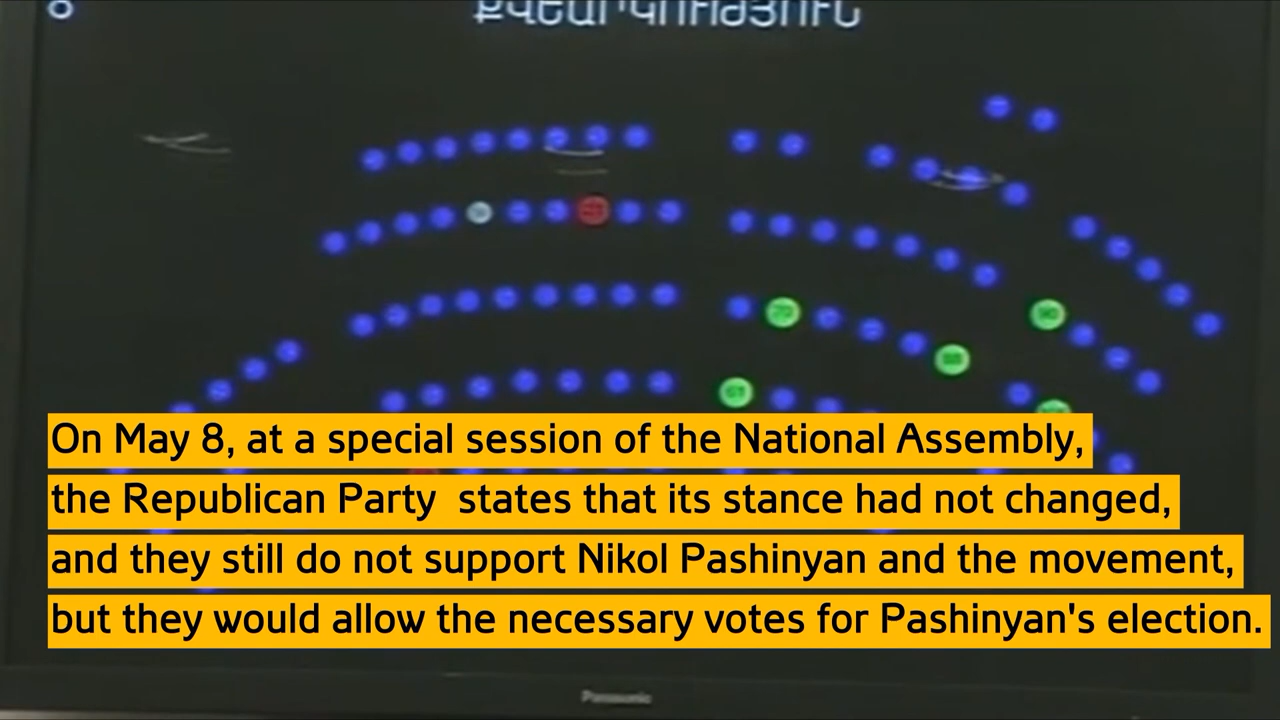 ՔՎԵԱՐԿՈՒԹՅՈՒՆ
On May 8, at a special session of the National Assembly,
the Republican Party states that its stance had not changed,
and they still do not support Nikol Pashinyan and the movement,
but they would allow the necessary votes for Pashinyan's election.
Panasonic